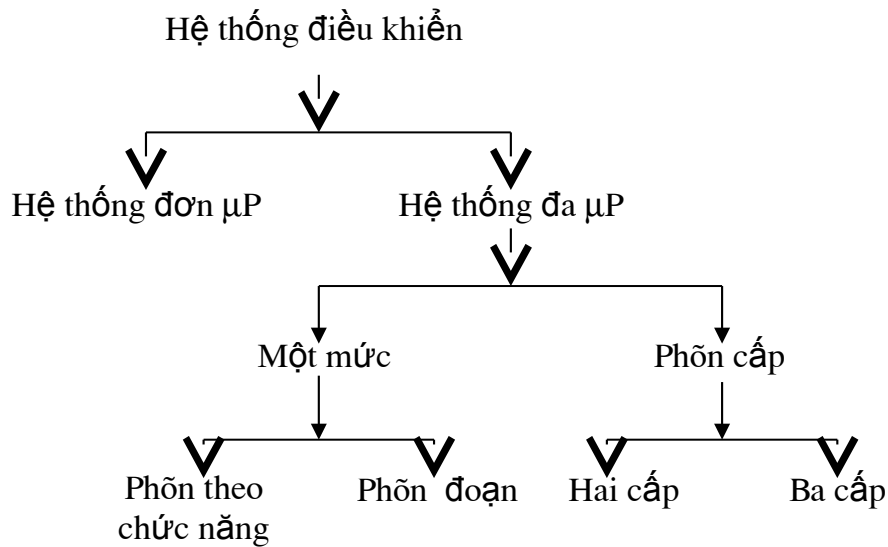 Hệ thống điều khiển
Hệ thống đơn μP
Hệ thống đa μP
Một mức
Phõn cấp
Phõn theo
chức năng
Phõn đoạn
Hai cấp
Ba cấp